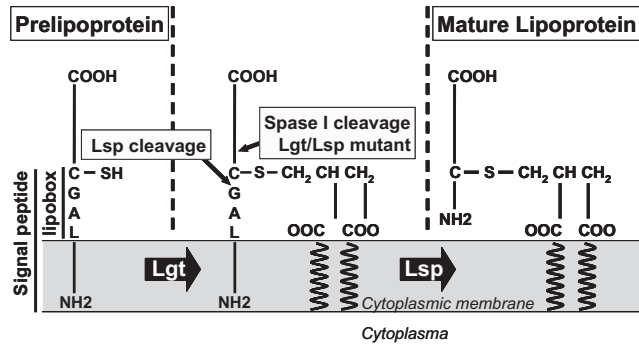 Prelipoprotein
Mature Lipoprotein
COOH
COOH
COOH
Spase I cleavage
Lgt/Lsp mutant
Lsp cleavage
Signal peptide
lipobox
C–SH
G
A
L
NH2
C–S–CH2 CH CH2
G
A
L
OOC COO
NH2
C–S–CH2 CH CH2
NH2
OOC COO
Lgt
Lsp
Cytoplasmic membrane
Cytoplasma